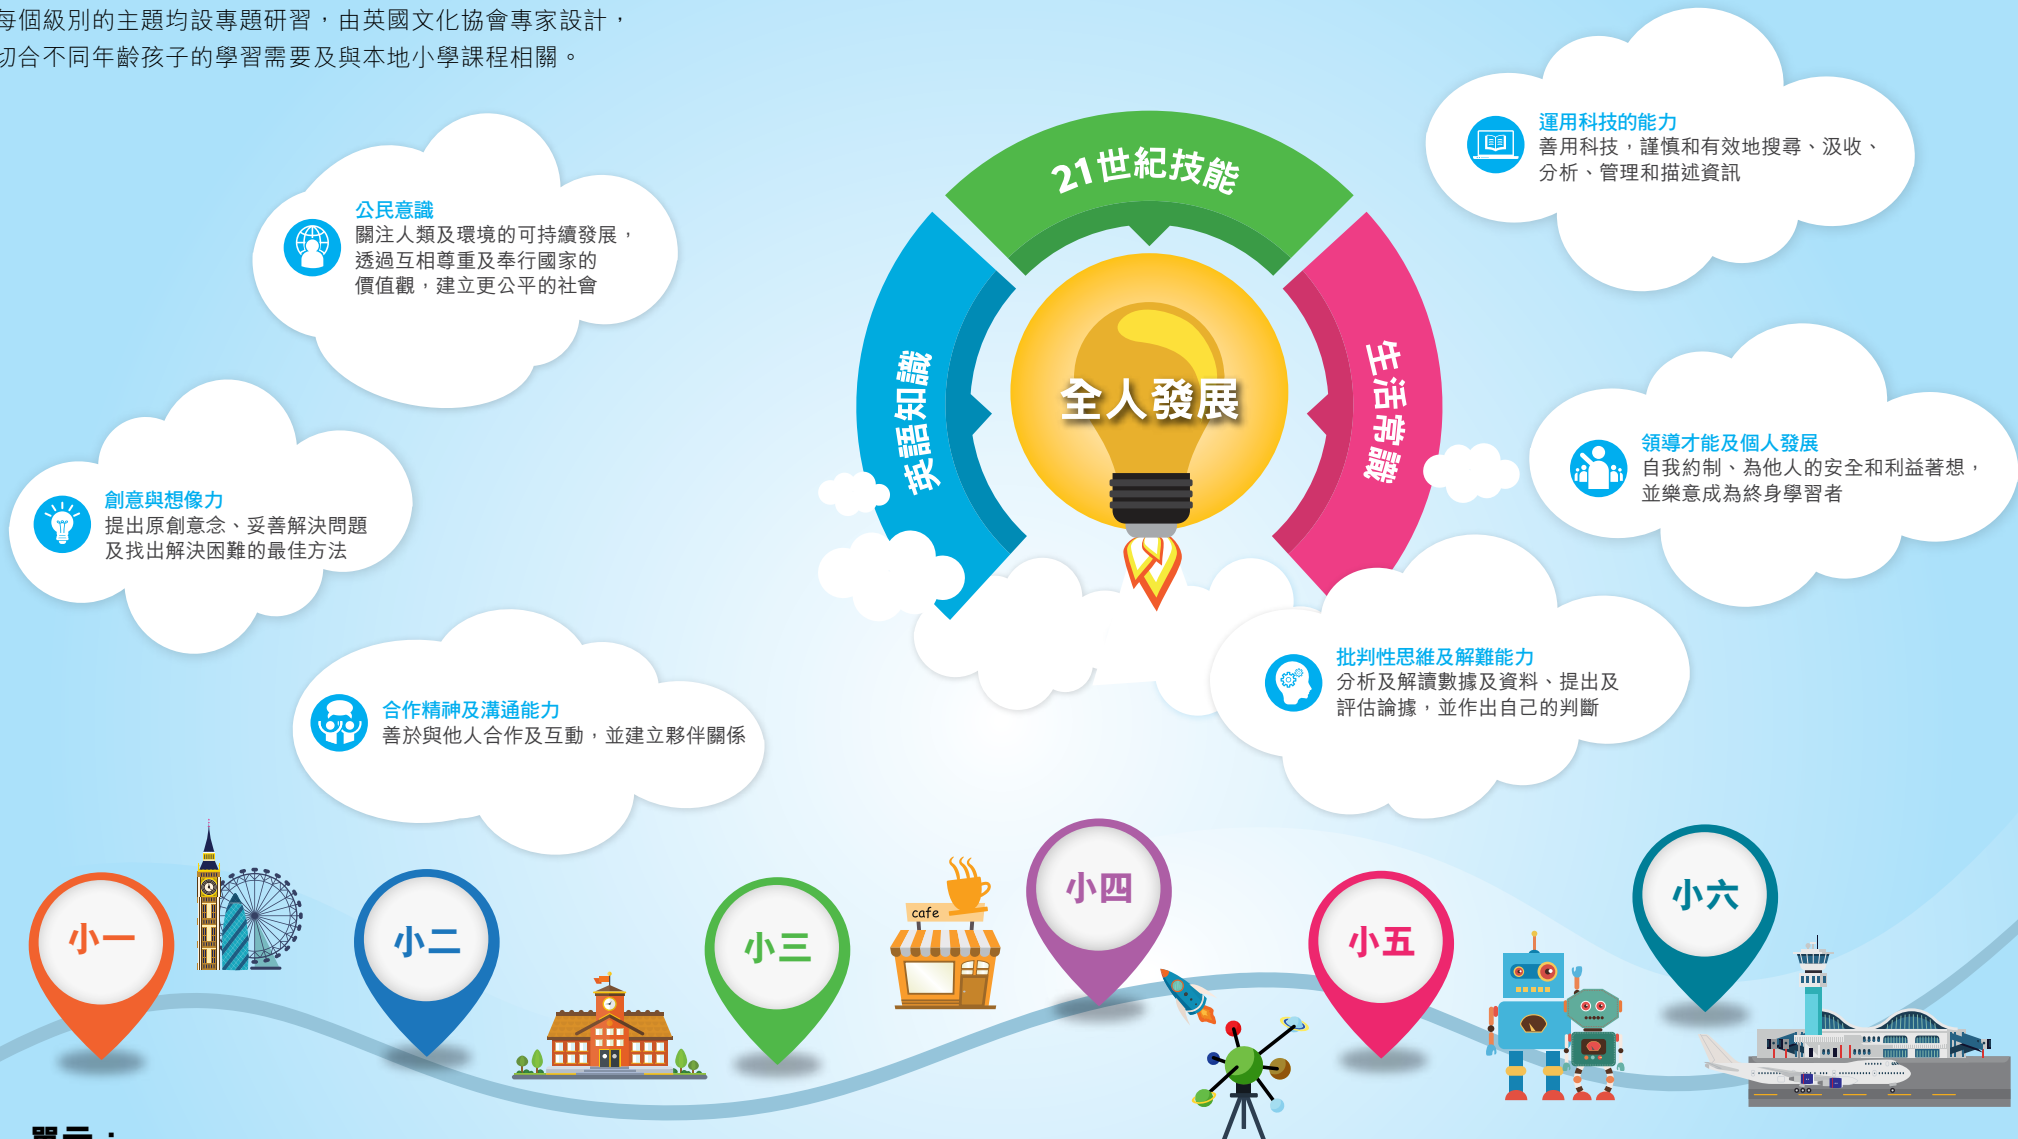 每個級別的主題均設專題研習，由英國文化協會專家設計，
切合不同年齡孩子的學習需要及與本地小學課程相關。
公民意識
關注人類及環境的可持續發展，
透過互相尊重及奉行國家的
價值觀，建立更公平的社會
創意與想像力
提出原創意念、妥善解決問題
及找出解決困難的最佳方法
合作精神及溝通能力
善於與他人合作及互動，並建立夥伴關係
英語知識
21世紀技能
生活常識
全人發展
運用科技的能力
善用科技，謹慎和有效地搜尋、汲收、
分析、管理和描述資訊
領導才能及個人發展
自我約制、為他人的安全和利益著想，
並樂意成為終身學習者
批判性思維及解難能力
分析及解讀數據及資料、提出及
評估論據，並作出自己的判斷
小一
小二
小三
cafe
小四
小五
小六